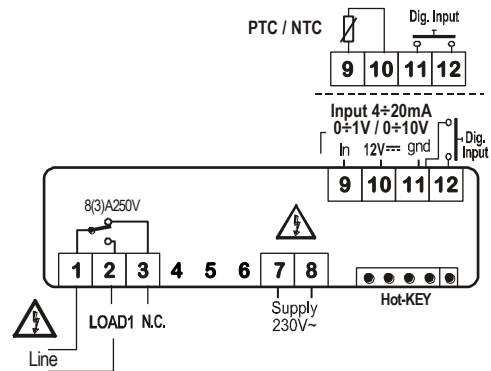 PTC / NTC
Dig. Input
9 10 11 12
Input 4÷20mA
0÷1V / 0÷10V
In 12V gnd
Dig.
Input
9 10 11 12
8(3)A250V
1 2 3 4 5 6 7 8
Hot-KEY
LOAD1 N.C.
Supply
230V~
Line